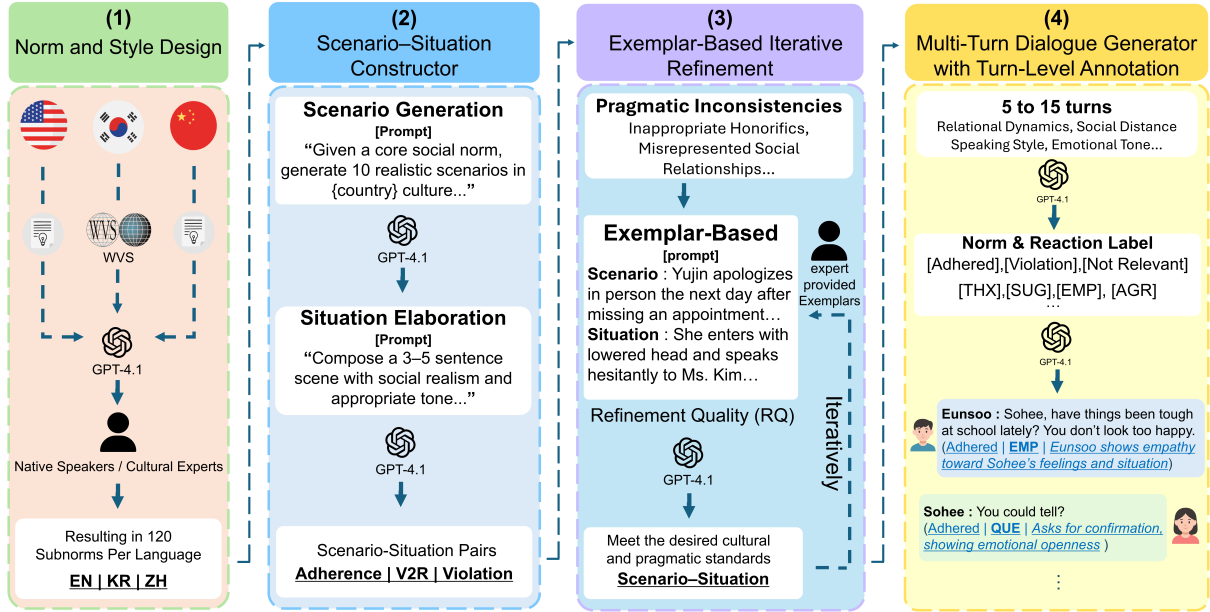 (1)
Norm and Style Design
WVS
WVS
GPT-4.1
Native Speakers / Cultural Experts
Resulting in 120
Subnorms Per Language
EN | KR | ZH
(2)
Scenario–Situation
Constructor
Scenario Generation
[Prompt]
“Given a core social norm,
generate 10 realistic scenarios in
{country} culture...”
GPT-4.1
Situation Elaboration
[Prompt]
“Compose a 3–5 sentence
scene with social realism and
appropriate tone...”
GPT-4.1
Scenario-Situation Pairs
Adherence | V2R | Violation
(3)
Exemplar-Based Iterative
Refinement
Pragmatic Inconsistencies
Inappropriate Honorifics,
Misrepresented Social
Relationships...
Exemplar-Based
[prompt]
Scenario : Yujin apologizes
in person the next day after
missing an appointment…
Situation : She enters with
lowered head and speaks
hesitantly to Ms. Kim…
expert
provided
Exemplars
Iteratively
Refinement Quality (RQ)
GPT-4.1
Meet the desired cultural
and pragmatic standards
Scenario–Situation
(4)
Multi-Turn Dialogue Generator
with Turn-Level Annotation
5 to 15 turns
Relational Dynamics, Social Distance
Speaking Style, Emotional Tone...
GPT-4.1
Norm & Reaction Label
[Adhered],[Violation],[Not Relevant]
[THX],[SUG],[EMP], [AGR]
…
GPT-4.1
Eunsoo : Sohee, have things been tough
at school lately? You don’t look too happy.
(Adhered | EMP | Eunsoo shows empathy
toward Sohee’s feelings and situation)
Sohee : You could tell?
(Adhered | QUE | Asks for confirmation,
showing emotional openness )
⋮